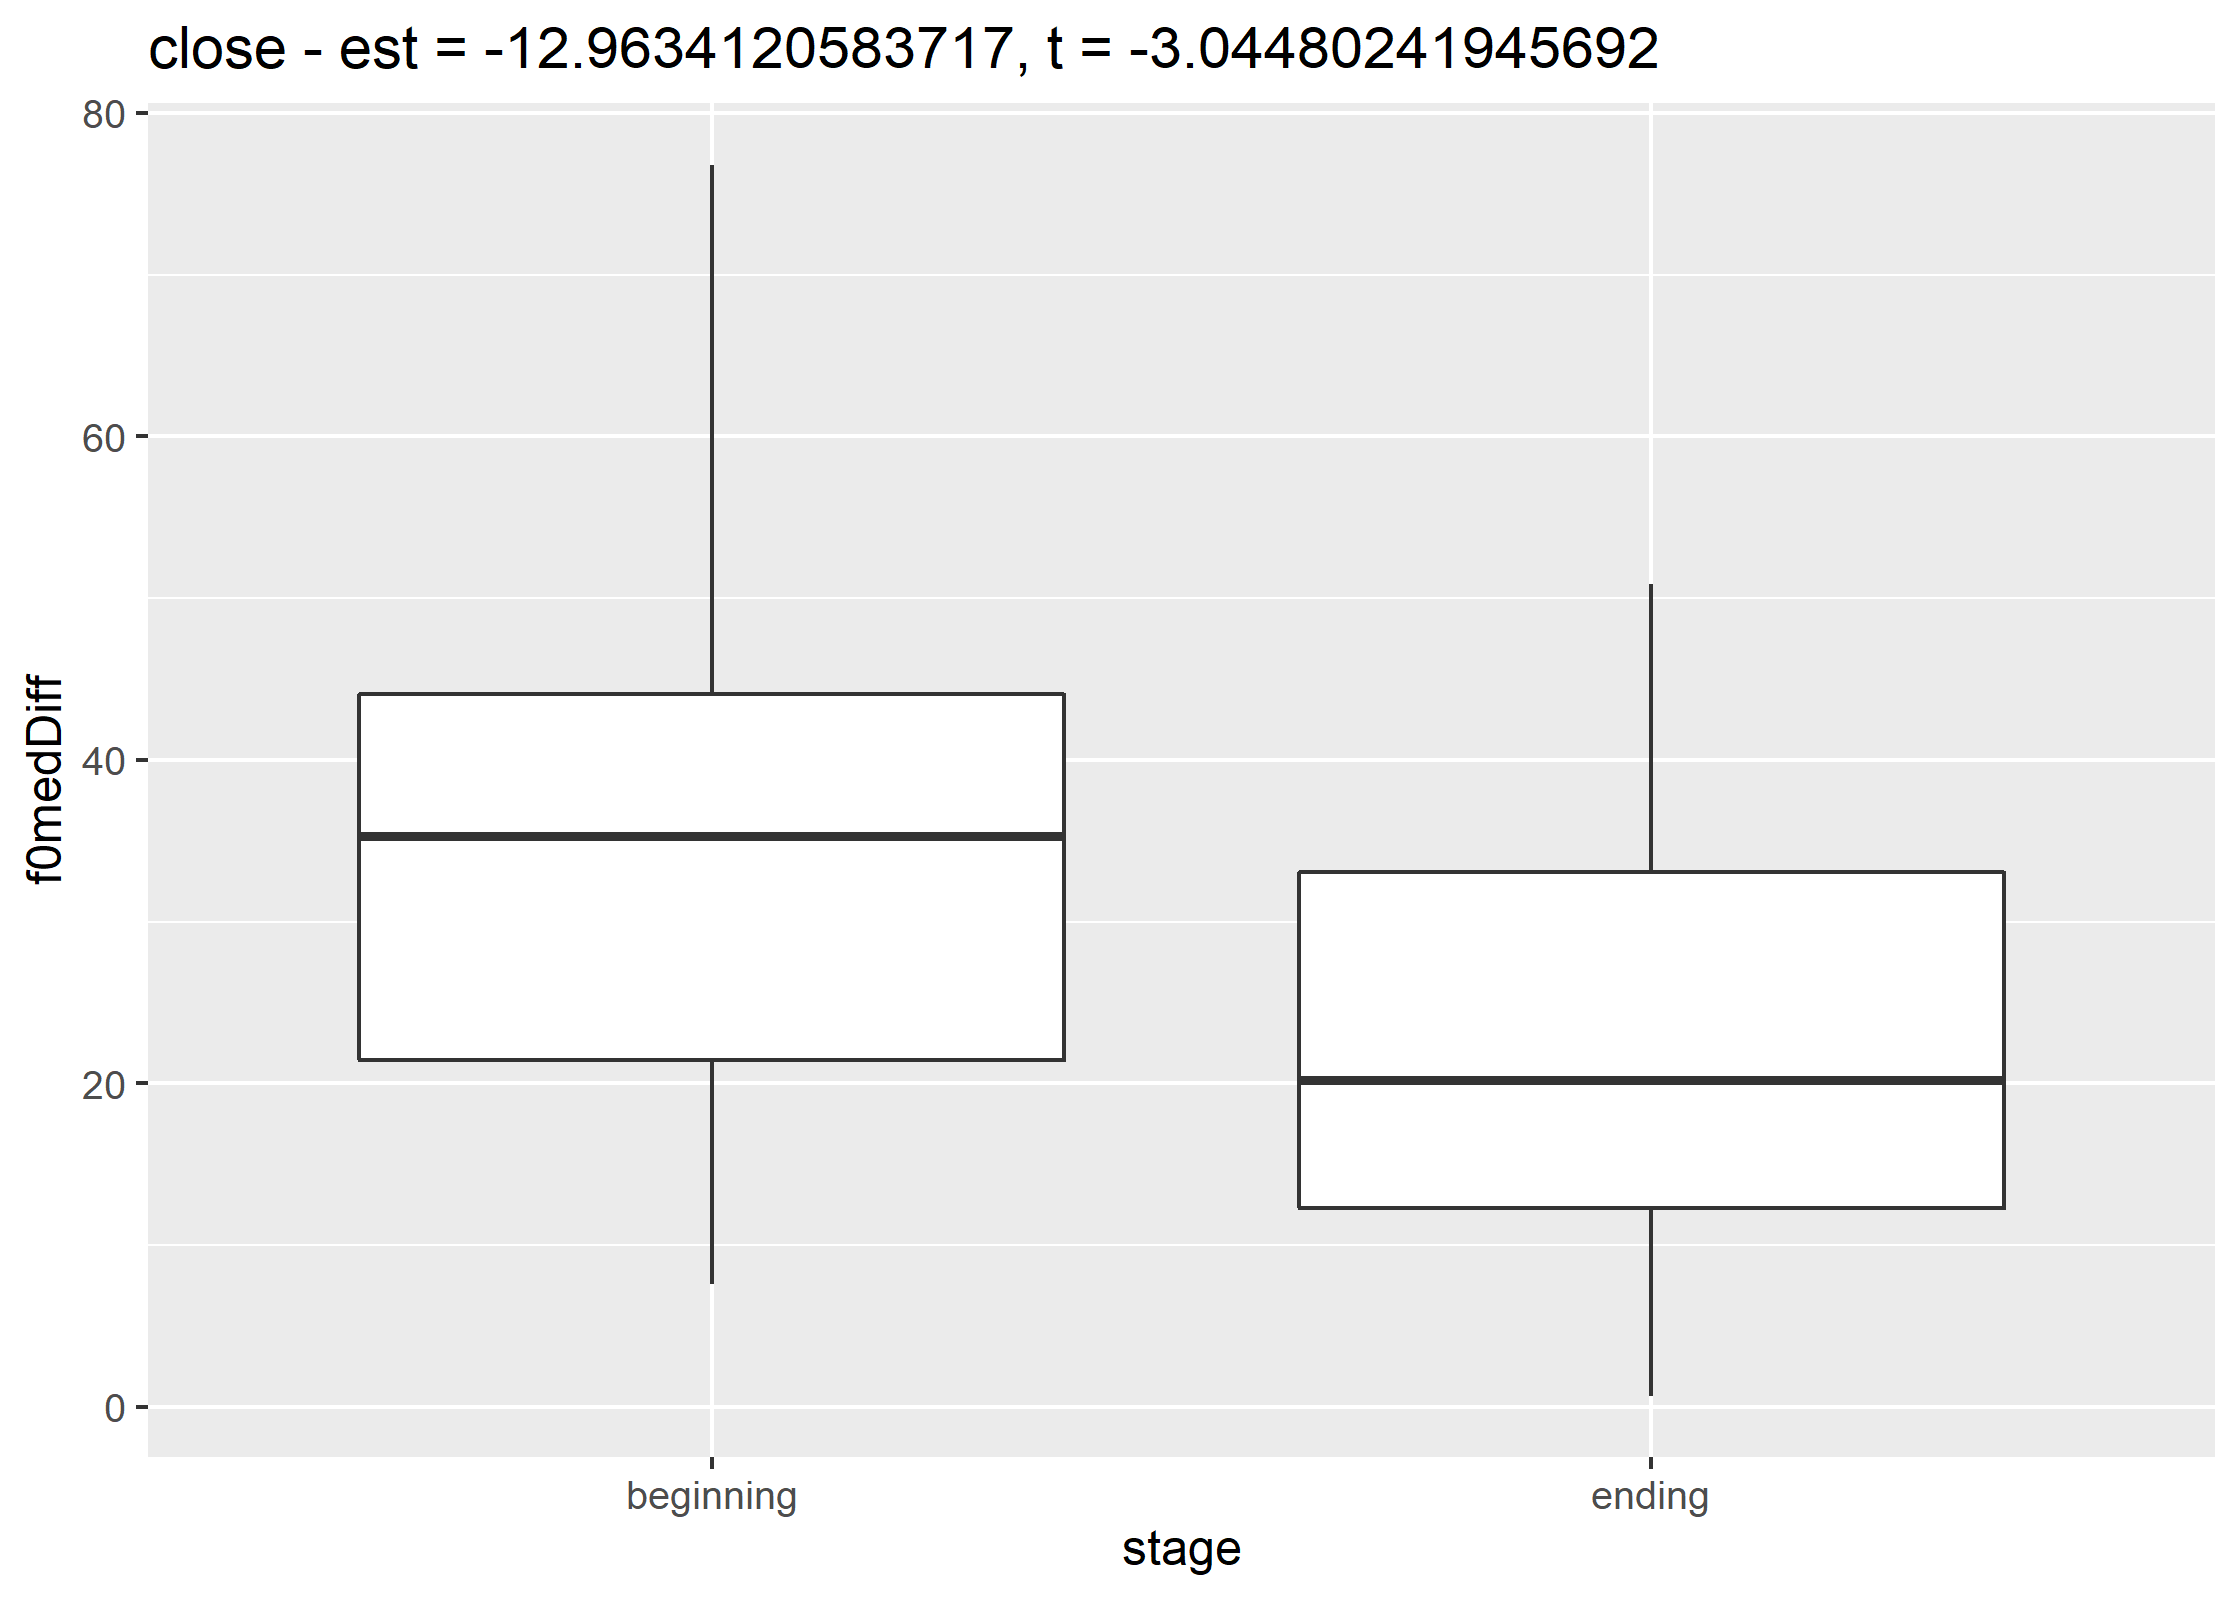 close - est = -12.9634120583717, t = -3.04480241945692
80
60
40
20
0
f0medDiff
beginning
ending
stage